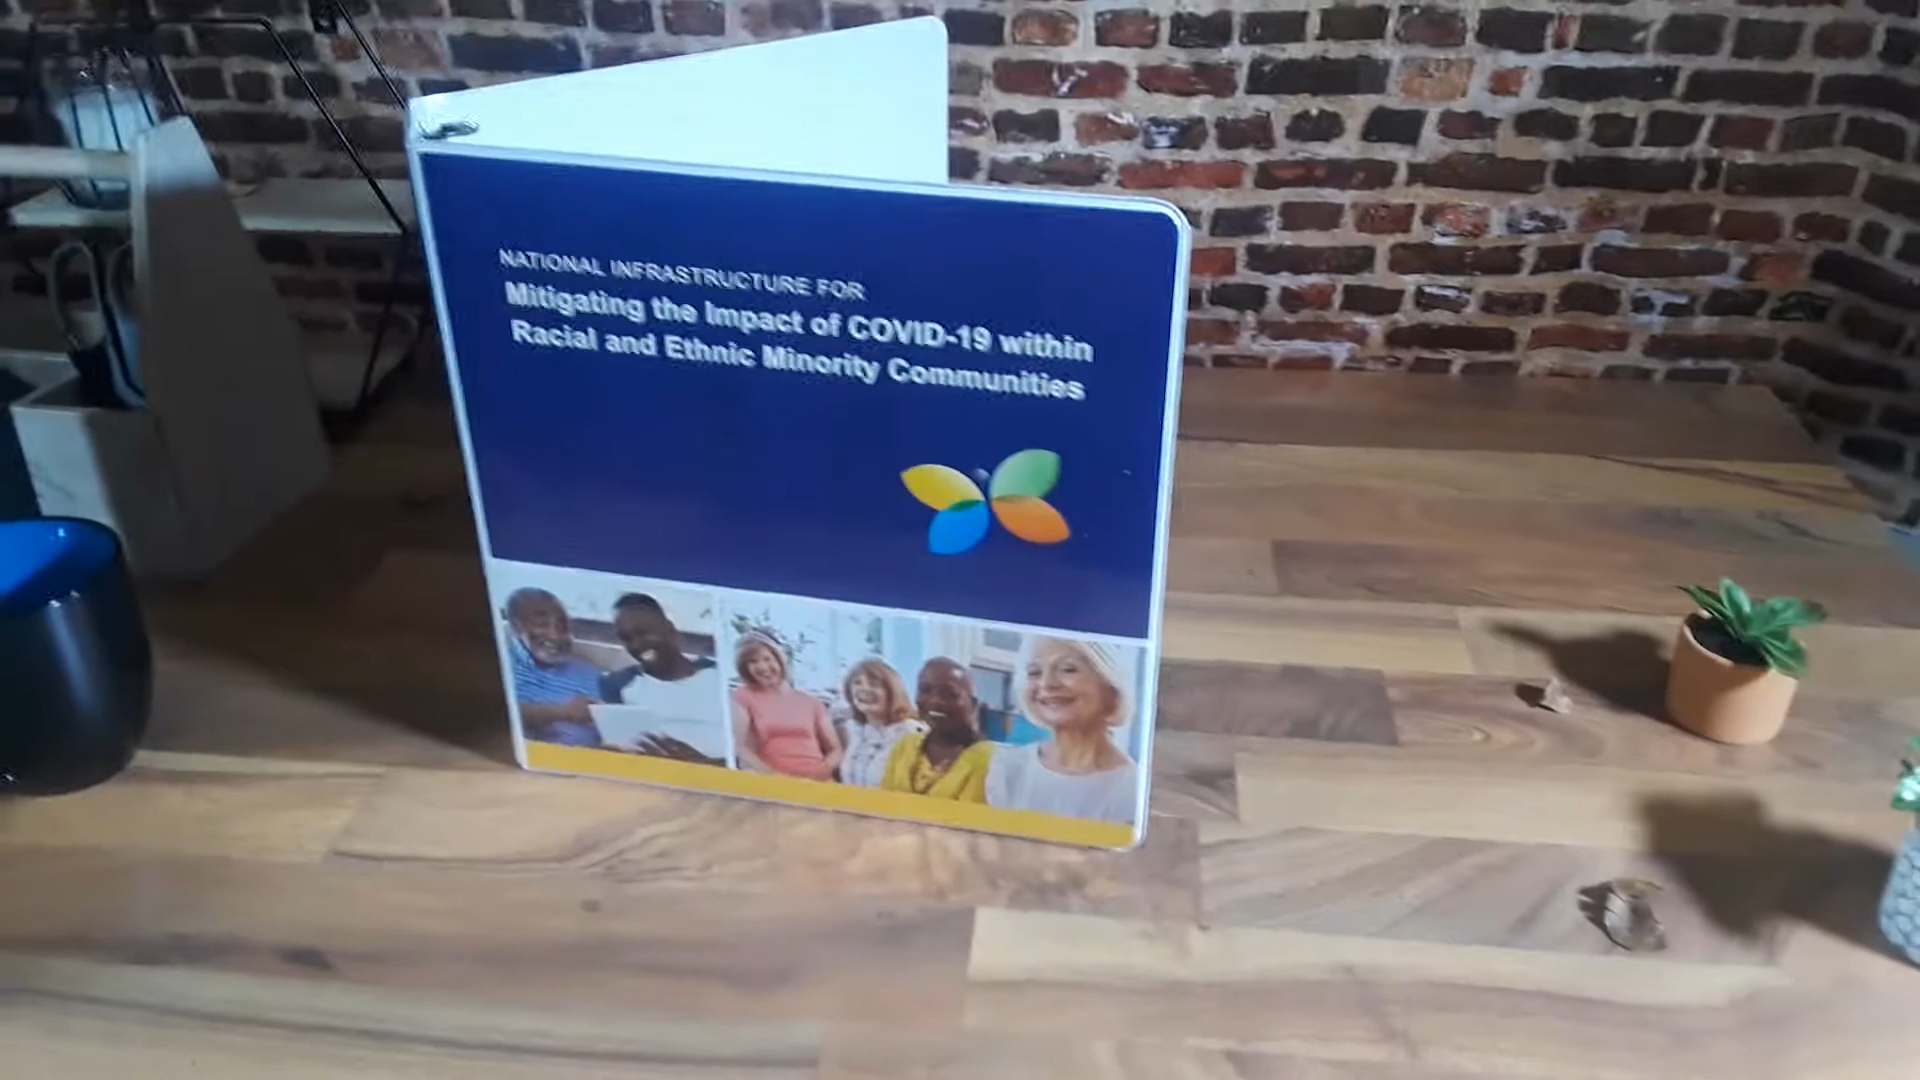 NATIONAL INFRASTRUCTURE FOR
Mitigating the Impact of COVID-19 within
Racial and Ethnic Minority Communities